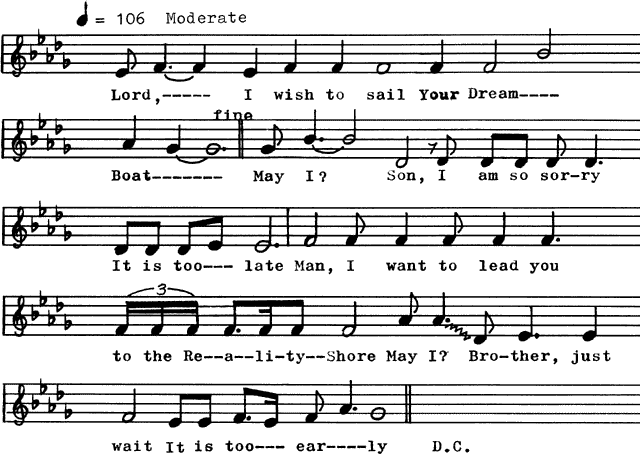 ♩ = 106 Moderate
Lord,----- I wish to sail Your Dream----
fine
Boat------- May I? Son, I am so sor-ry
It is too--- late Man, I want to lead you
3
to the Re--a--li-ty--Shore May I? Bro-ther, just
wait It is too--- ear----ly D.C.